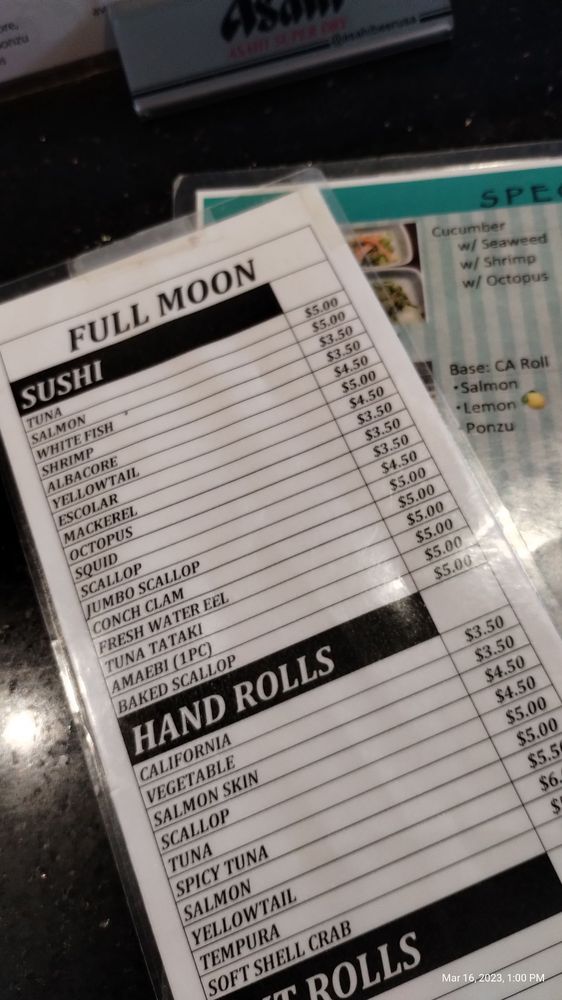 Asahi
ASAHI SUPER DRY
@asahibeerusa
FULL MOON
SUSHI
TUNA $5.00
SALMON $5.00
WHITE FISH $3.50
SHRIMP $3.50
ALBACORE $4.50
YELLOWTAIL $5.00
ESCOLAR $4.50
MACKEREL $3.50
OCTOPUS $3.50
SQUID $3.50
SCALLOP $4.50
JUMBO SCALLOP $5.00
CONCH CLAM $5.00
FRESH WATER EEL $5.00
TUNA TATAKI $5.00
AMAEBI (1PC) $5.00
BAKED SCALLOP $5.00
HAND ROLLS
CALIFORNIA $3.50
VEGETABLE $3.50
SALMON SKIN $4.50
SCALLOP $4.50
TUNA $5.00
SPICY TUNA $5.00
SALMON
YELLOWTAIL
TEMPURA
SOFT SHELL CRAB
ROLLS
Cucumber
w/ Seaweed
w/ Shrimp
w/ Octopus
Base: CA Roll
•Salmon
•Lemon
Ponzu
Mar 16, 2023, 1:00 PM